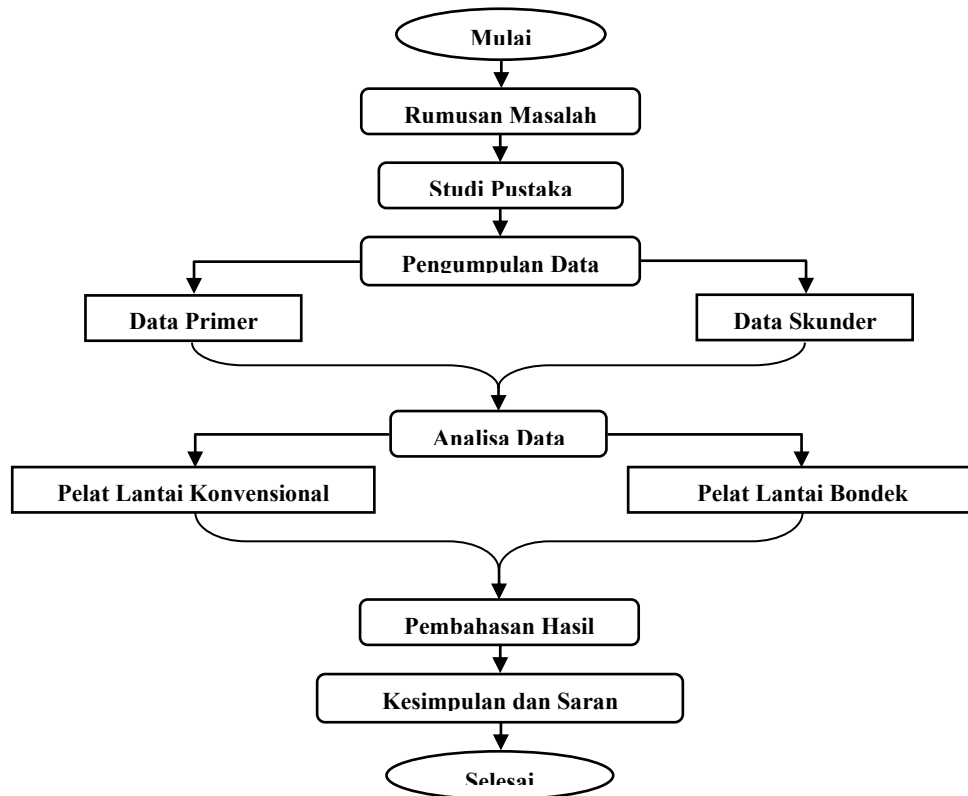 Mulai
Rumusan Masalah
Studi Pustaka
Pengumpulan Data
Data Primer
Data Skunder
Analisa Data
Pelat Lantai Konvensional
Pelat Lantai Bondek
Pembahasan Hasil
Kesimpulan dan Saran
Selesai